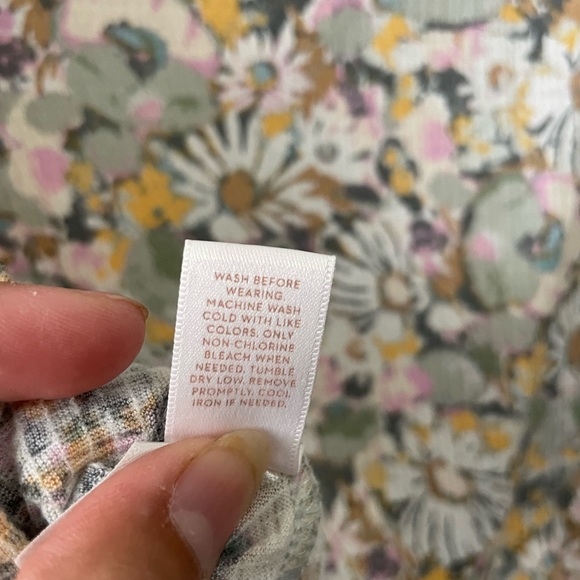 WASH BEFORE
WEARING.
MACHINE WASH
COLD WITH LIKE
COLORS. ONLY
NON-CHLORINE
BLEACH WHEN
NEEDED. TUMBLE
DRY LOW. REMOVE
PROMPTLY. COOL
IRON IF NEEDED.